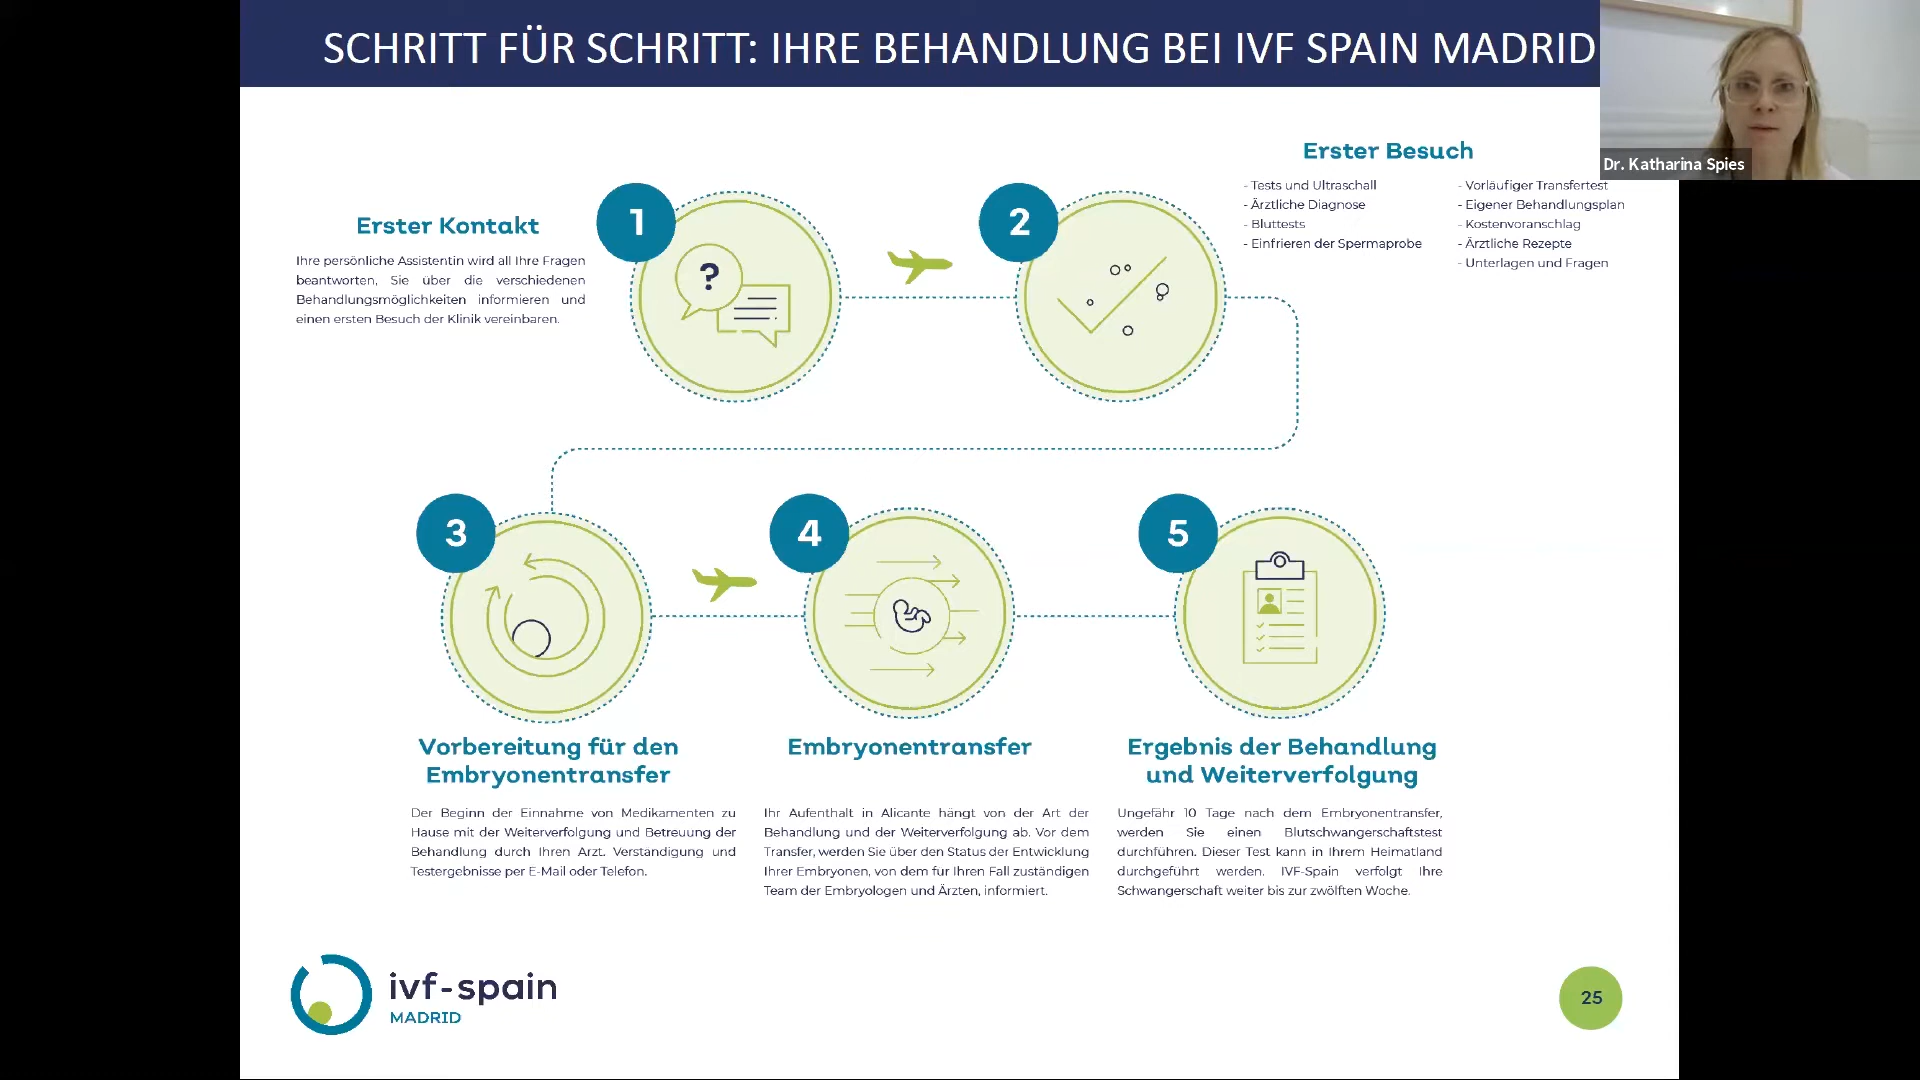 SCHRITT FÜR SCHRITT: IHRE BEHANDLUNG BEI IVF SPAIN MADRID
Dr. Katharina Spies
1
Erster Kontakt
Ihre persönliche Assistentin wird all Ihre Fragen
beantworten, Sie über die verschiedenen
Behandlungsmöglichkeiten informieren und
einen ersten Besuch der Klinik vereinbaren.
?
2
Erster Besuch
- Tests und Ultraschall
- Ärztliche Diagnose
- Bluttests
- Einfrieren der Spermaprobe
- Vorläufiger Transfertest
- Eigener Behandlungsplan
- Kostenvoranschlag
- Ärztliche Rezepte
- Unterlagen und Fragen
3
Vorbereitung für den
Embryonentransfer
Der Beginn der Einnahme von Medikamenten zu
Hause mit der Weiterverfolgung und Betreuung der
Behandlung durch Ihren Arzt. Verständigung und
Testergebnisse per E-Mail oder Telefon.
4
Embryonentransfer
Ihr Aufenthalt in Alicante hängt von der Art der
Behandlung und der Weiterverfolgung ab. Vor dem
Transfer, werden Sie über den Status der Entwicklung
Ihrer Embryonen, von dem für Ihren Fall zuständigen
Team der Embryologen und Ärzten, informiert.
5
Ergebnis der Behandlung
und Weiterverfolgung
Ungefähr 10 Tage nach dem Embryonentransfer,
werden Sie einen Blutschwangerschaftstest
durchführen. Dieser Test kann in Ihrem Heimatland
durchgeführt werden. IVF-Spain verfolgt Ihre
Schwangerschaft weiter bis zur zwölften Woche.
ivf-spain
MADRID
25